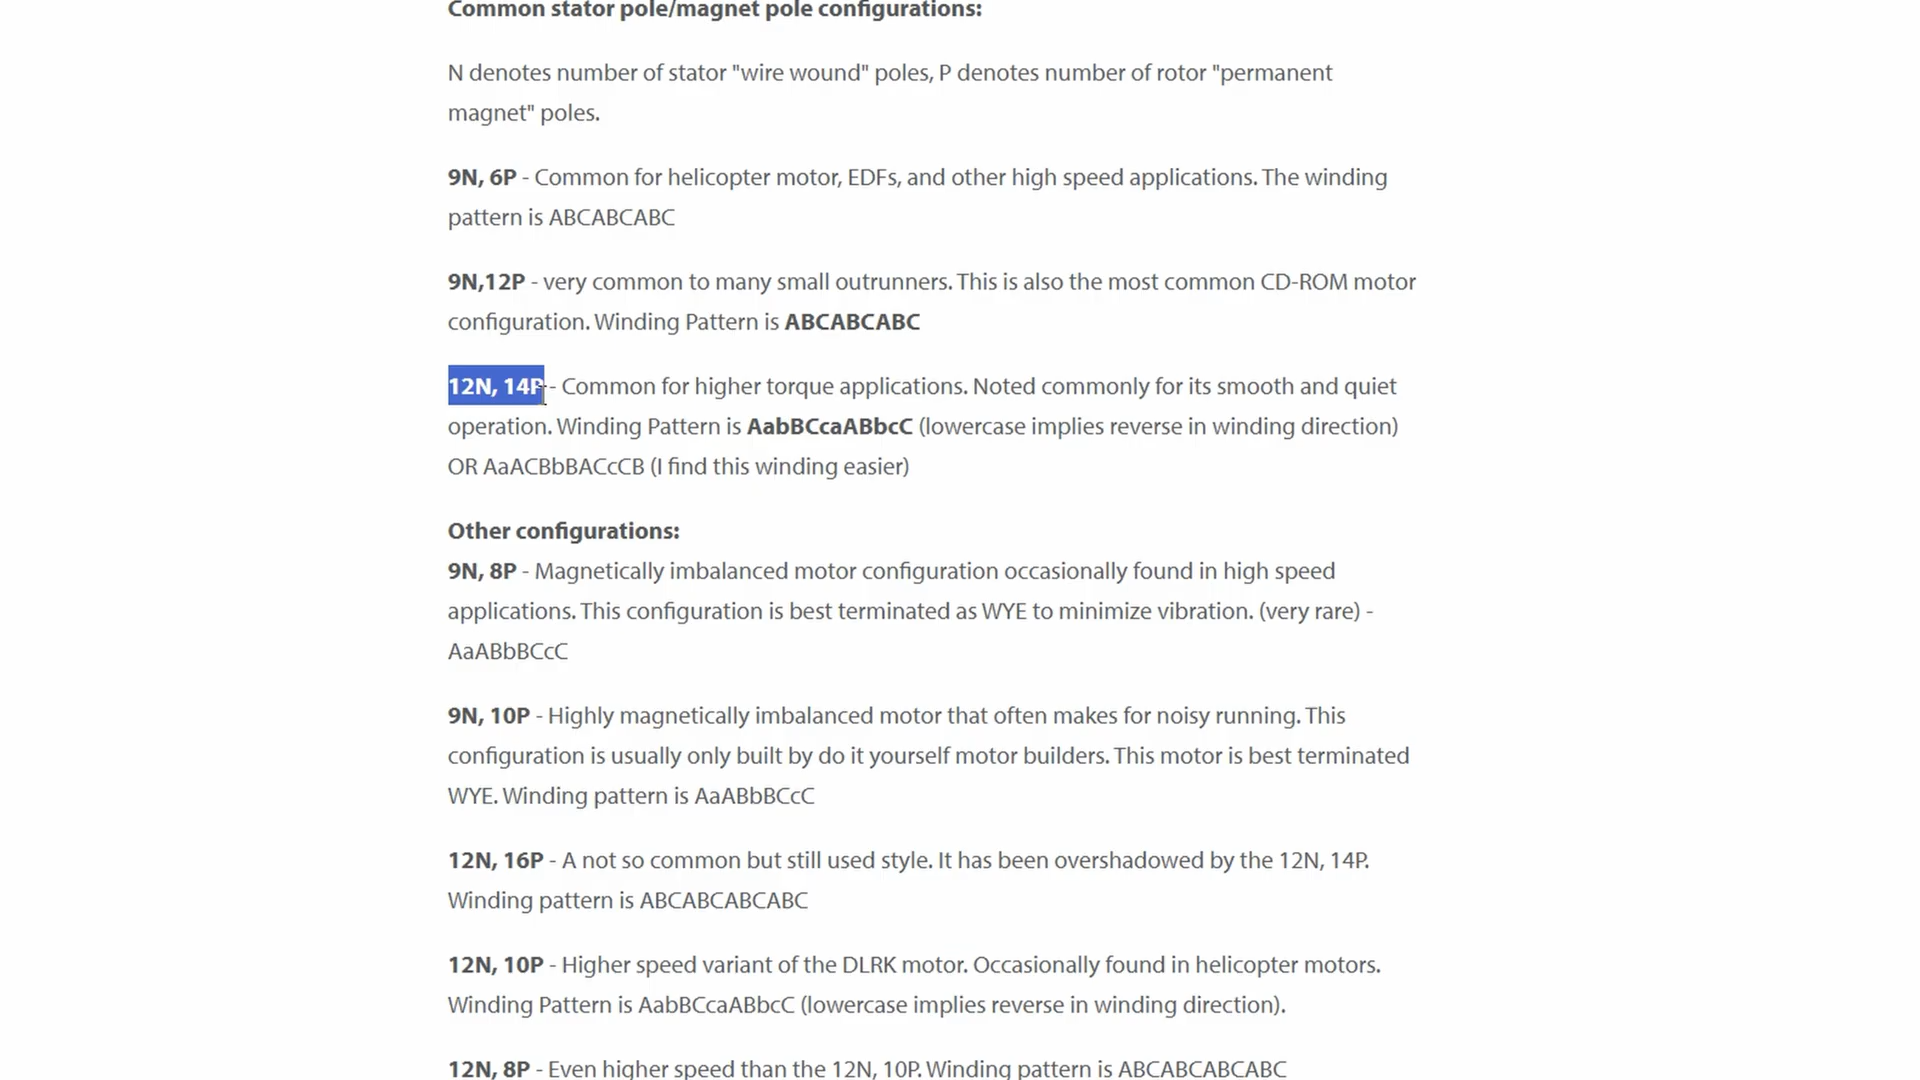 Common stator pole/magnet pole configurations:
N denotes number of stator "wire wound" poles, P denotes number of rotor "permanent
magnet" poles.
9N, 6P - Common for helicopter motor, EDFs, and other high speed applications. The winding
pattern is ABCABCABC
9N,12P - very common to many small outrunners. This is also the most common CD-ROM motor
configuration. Winding Pattern is ABCABCABC
12N, 14P - Common for higher torque applications. Noted commonly for its smooth and quiet
operation. Winding Pattern is AabBCcaABbcC (lowercase implies reverse in winding direction)
OR AaACBbBACcCB (I find this winding easier)
Other configurations:
9N, 8P - Magnetically imbalanced motor configuration occasionally found in high speed
applications. This configuration is best terminated as WYE to minimize vibration. (very rare) -
AaABbBCcC
9N, 10P - Highly magnetically imbalanced motor that often makes for noisy running. This
configuration is usually only built by do it yourself motor builders. This motor is best terminated
WYE. Winding pattern is AaABbBCcC
12N, 16P - A not so common but still used style. It has been overshadowed by the 12N, 14P.
Winding pattern is ABCABCABCABC
12N, 10P - Higher speed variant of the DLRK motor. Occasionally found in helicopter motors.
Winding Pattern is AabBCcaABbcC (lowercase implies reverse in winding direction).
12N, 8P - Even higher speed than the 12N, 10P. Winding pattern is ABCABCABCABC